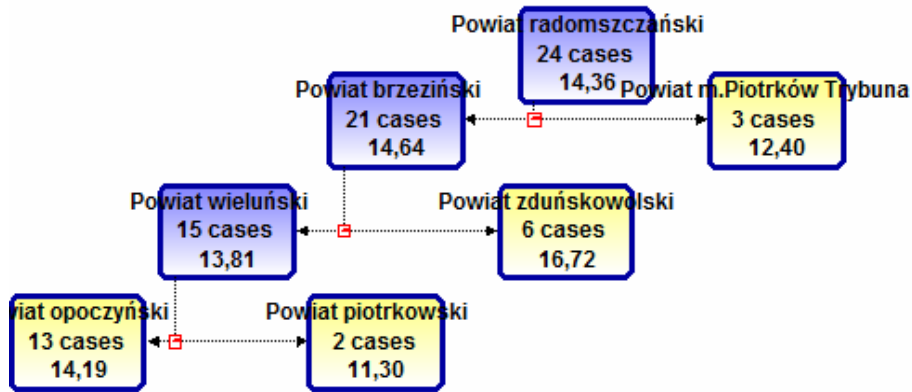 Powiat radomszczański
24 cases
14,36
Powiat brzeziński
21 cases
14,64
Powiat m.Piotrków Trybuna
3 cases
12,40
Powiat wieluński
15 cases
13,81
Powiat zduńskowolski
6 cases
16,72
wiat opoczyński
13 cases
14,19
Powiat piotrkowski
2 cases
11,30